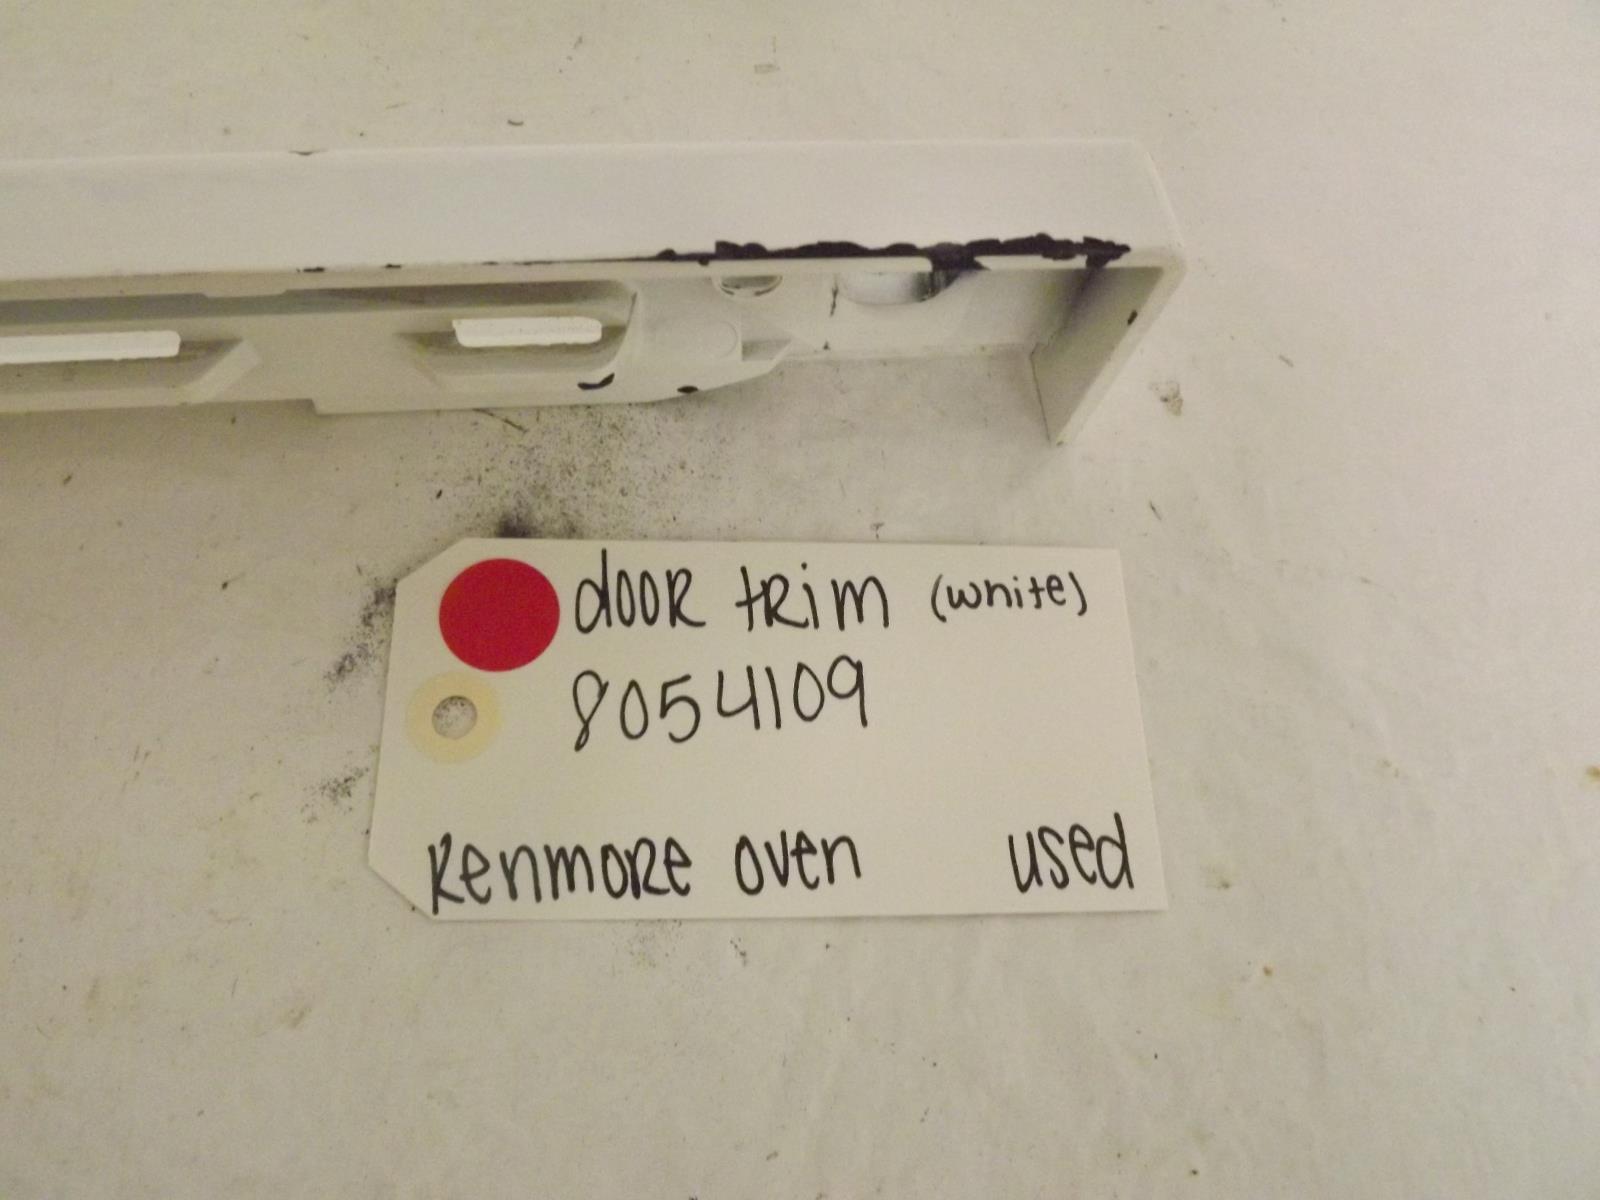 door trim (white)
8054109
Kenmore oven used